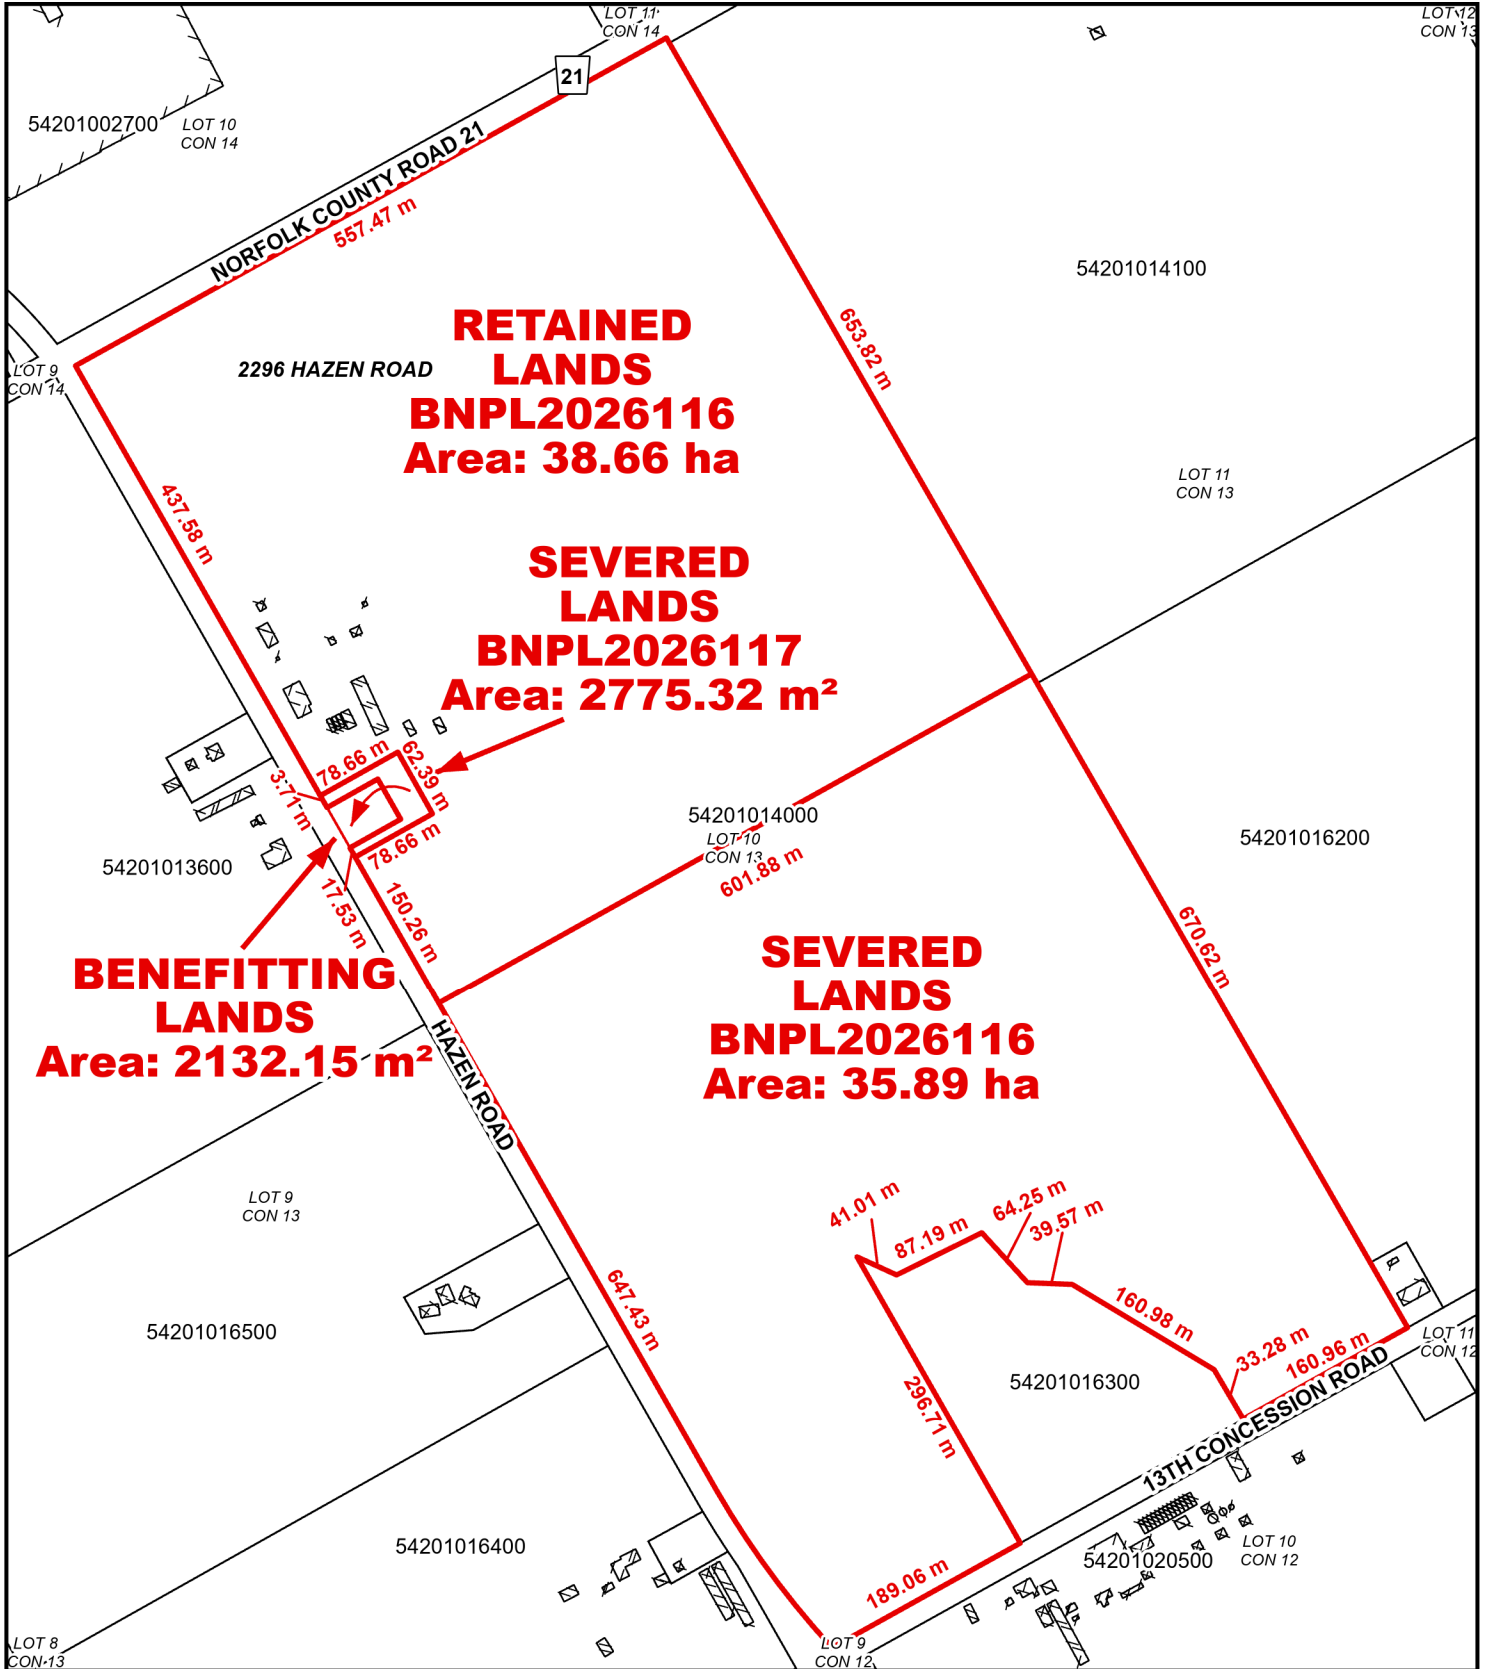 LOT 11
CON 14
LOT 12
CON 13
21
54201002700
LOT 10
CON 14
NORFOLK COUNTY ROAD 21
557.47 m
54201014100
RETAINED
LANDS
BNPL2026116
Area: 38.66 ha
2296 HAZEN ROAD
653.82 m
LOT 9
CON 14
LOT 11
CON 13
437.58 m
SEVERED
LANDS
BNPL2026117
Area: 2775.32 m²
78.66 m
62.39 m
3.71 m
78.66 m
17.53 m
150.26 m
54201014000
LOT 10
CON 13
601.88 m
54201016200
54201013600
670.62 m
BENEFITTING
LANDS
Area: 2132.15 m²
SEVERED
LANDS
BNPL2026116
Area: 35.89 ha
HAZEN ROAD
LOT 9
CON 13
41.01 m
87.19 m
64.25 m
39.57 m
160.98 m
33.28 m
160.96 m
647.43 m
54201016500
LOT 11
CON 12
54201016300
296.71 m
13TH CONCESSION ROAD
54201016400
54201020500
LOT 10
CON 12
189.06 m
LOT 8
CON 13
LOT 9
CON 12